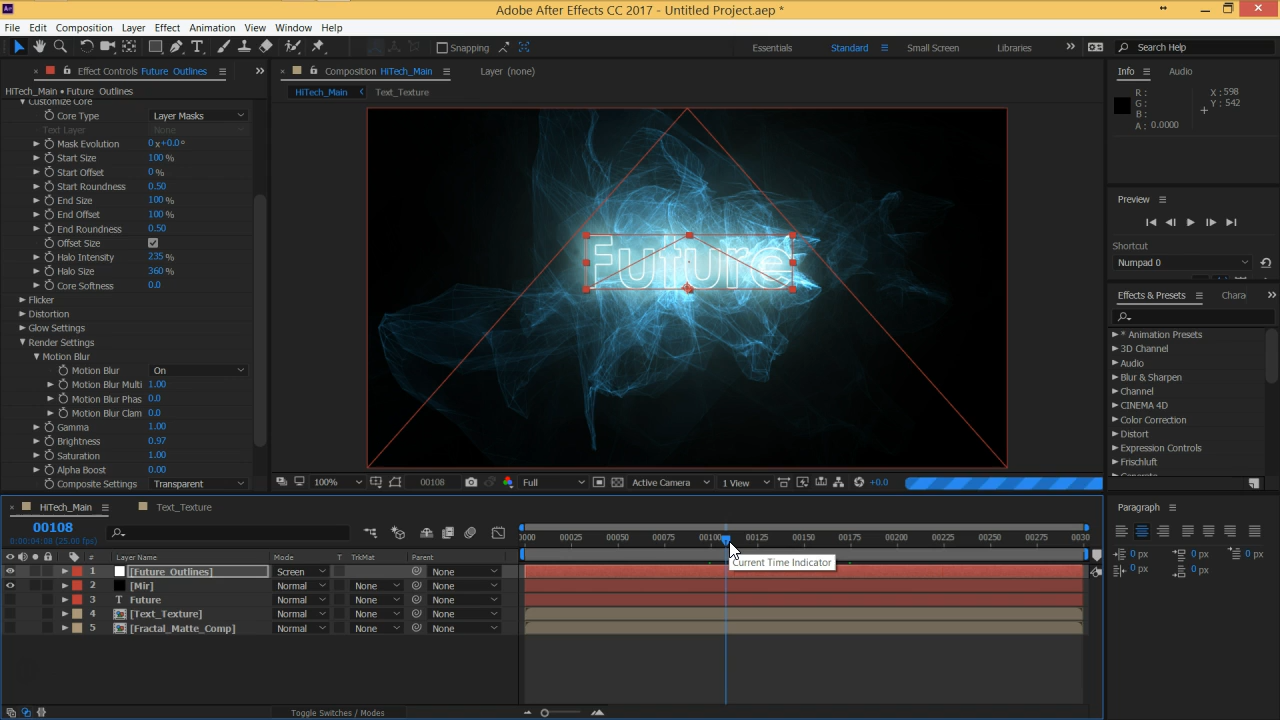 Adobe After Effects CC 2017 - Untitled Project.aep *
File Edit Composition Layer Effect Animation View Window Help
Snapping
Essentials Standard Small Screen Libraries Search Help
Effect Controls Future Outlines
HiTech_Main • Future Outlines
Customize Core
Core Type Layer Masks
Text Layer None
Mask Evolution 0x+0.0°
Start Size 100 %
Start Offset 0 %
Start Roundness 0.50
End Size 100 %
End Offset 100 %
End Roundness 0.50
Offset Size
Halo Intensity 235 %
Halo Size 360 %
Core Softness 0.0
Flicker
Distortion
Glow Settings
Render Settings
Motion Blur
Motion Blur On
Motion Blur Multi 1.00
Motion Blur Phas 0.0
Motion Blur Clam 0.0
Gamma 1.00
Brightness 0.97
Saturation 1.00
Alpha Boost 0.00
Composite Settings Transparent
Composition HiTech_Main Layer (none)
HiTech_Main Text_Texture
Future
100% 00108 Full Active Camera 1 View +0.0
Info Audio
R: X: 598
G: Y: 542
B:
A: 0.0000
Preview
Shortcut
Numpad 0
Effects & Presets Chara
* Animation Presets
3D Channel
Audio
Blur & Sharpen
Channel
CINEMA 4D
Color Correction
Distort
Expression Controls
Frischluft
Generate
Paragraph
0 px 0 px 0 px
0 px 0 px
HiTech_Main Text_Texture
00108
0:00:04:08 (25.00 fps)
0000 00025 00050 00075 00100 00125 00150 00175 00200 00225 00250 00275 0030
# Layer Name Mode T TrkMat Parent
1 [Future Outlines] Screen None
2 [Mir] Normal None None
3 T Future Normal None None
4 [Text_Texture] Normal None None
5 [Fractal_Matte_Comp] Normal None None
Current Time Indicator
Toggle Switches / Modes